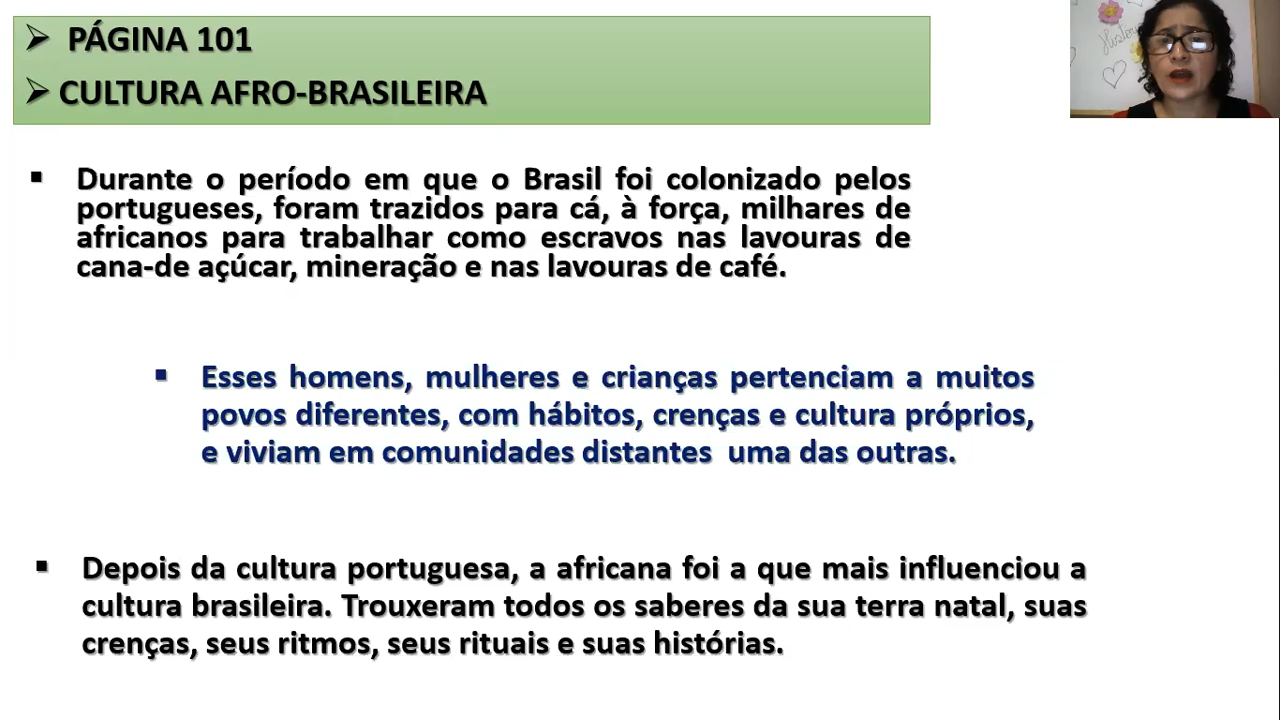 PÁGINA 101
CULTURA AFRO-BRASILEIRA
Durante o período em que o Brasil foi colonizado pelos
portugueses, foram trazidos para cá, à força, milhares de
africanos para trabalhar como escravos nas lavouras de
cana-de açúcar, mineração e nas lavouras de café.
Esses homens, mulheres e crianças pertenciam a muitos
povos diferentes, com hábitos, crenças e cultura próprios,
e viviam em comunidades distantes uma das outras.
Depois da cultura portuguesa, a africana foi a que mais influenciou a
cultura brasileira. Trouxeram todos os saberes da sua terra natal, suas
crenças, seus ritmos, seus rituais e suas histórias.